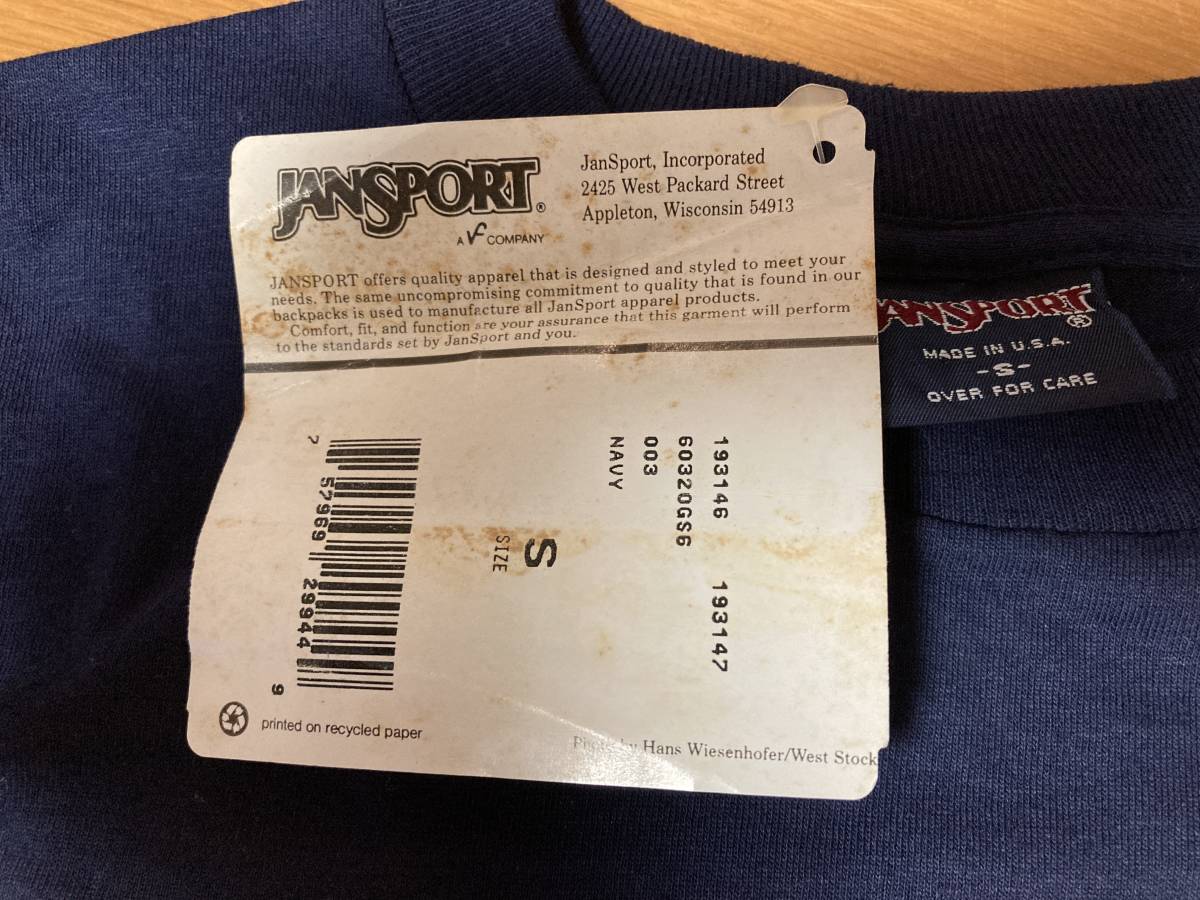 JANSPORT®
A VF COMPANY
JanSport, Incorporated
2425 West Packard Street
Appleton, Wisconsin 54913
JANSPORT offers quality apparel that is designed and styled to meet your
needs. The same uncompromising commitment to quality that is found in our
backpacks is used to manufacture all JanSport apparel products.
Comfort, fit, and function are your assurance that this garment will perform
to the standards set by JanSport and you.
193146 193147
60320GS6
003
NAVY
S
SIZE
7 57969 29944 9
printed on recycled paper
Photo by Hans Wiesenhofer/West Stock
JANSPORT®
MADE IN U.S.A.
-S-
OVER FOR CARE